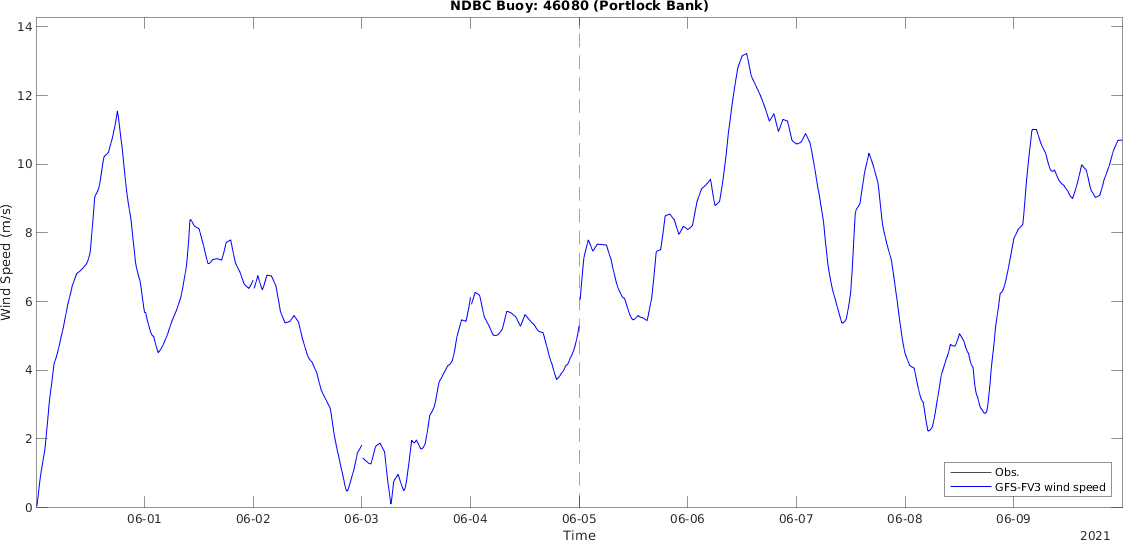 NDBC Buoy: 46080 (Portlock Bank)
14
12
10
8
6
4
2
0
Wind Speed (m/s)
Obs.
GFS-FV3 wind speed
06-01 06-02 06-03 06-04 06-05 06-06 06-07 06-08 06-09
Time
2021